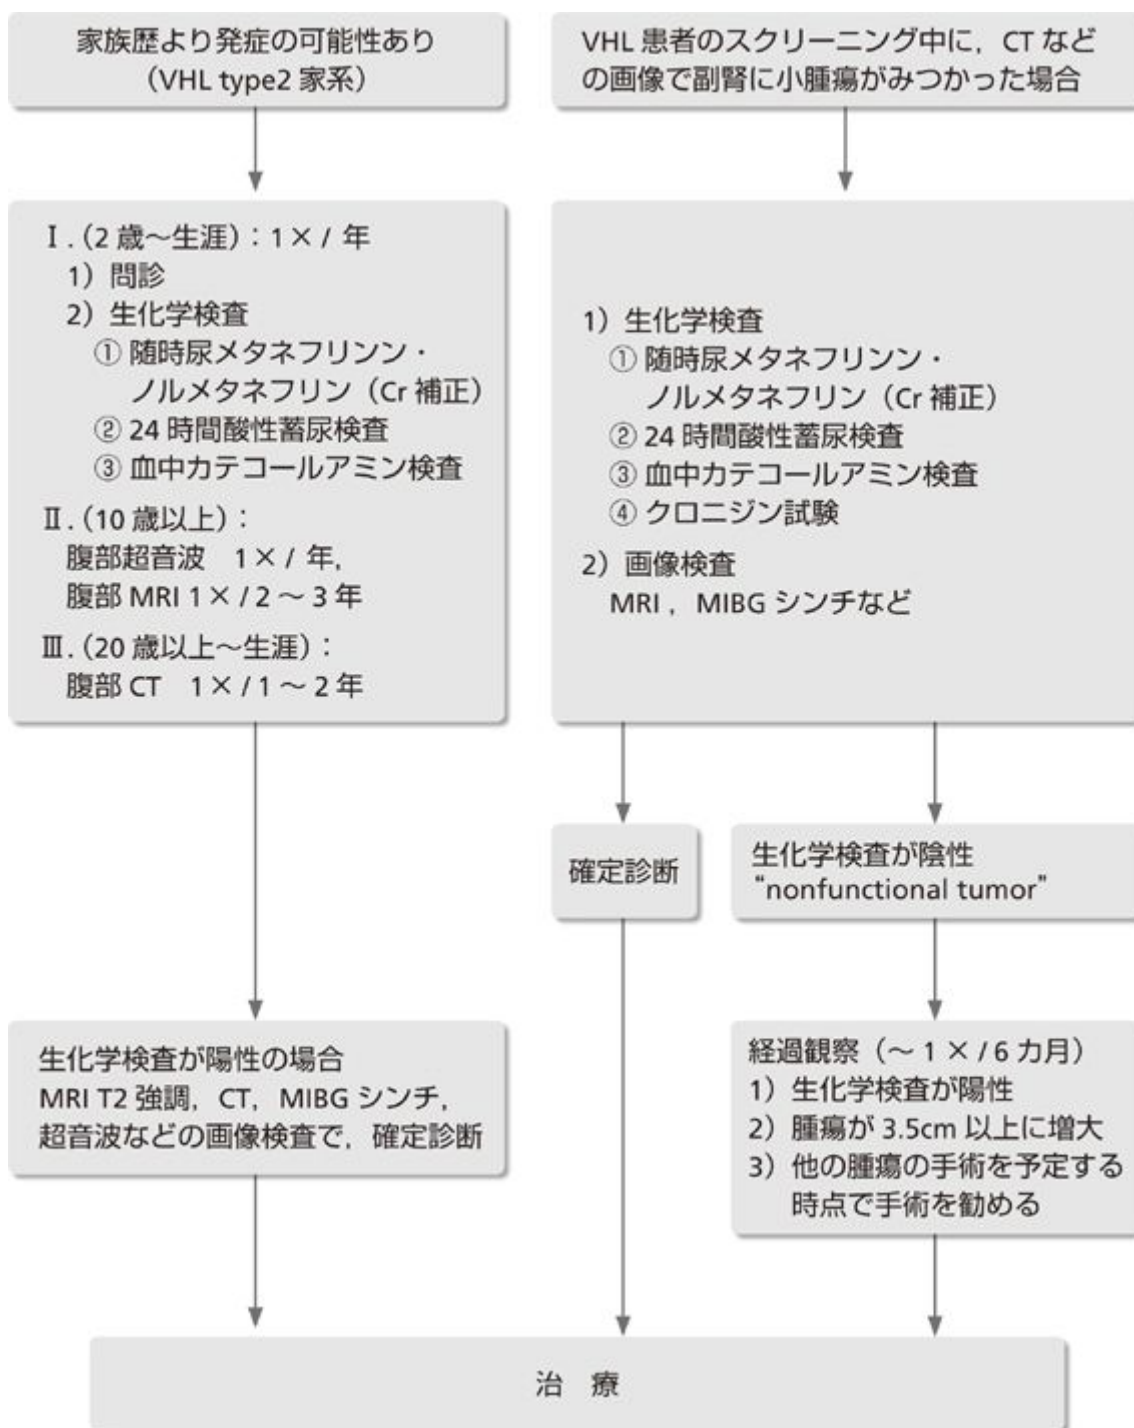 家族歴より発症の可能性あり
（VHL type2 家系）
VHL 患者のスクリーニング中に，CT など
の画像で副腎に小腫瘍がみつかった場合
Ⅰ．（2 歳～生涯）：1 × / 年
1）問診
2）生化学検査
① 随時尿メタネフリンン・
ノルメタネフリン（Cr 補正）
② 24 時間酸性蓄尿検査
③ 血中カテコールアミン検査
Ⅱ．（10 歳以上）：
腹部超音波　1 × / 年，
腹部 MRI 1 × / 2 ～ 3 年
Ⅲ．（20 歳以上～生涯）：
腹部 CT　1 × / 1 ～ 2 年
1）生化学検査
① 随時尿メタネフリンン・
ノルメタネフリン（Cr 補正）
② 24 時間酸性蓄尿検査
③ 血中カテコールアミン検査
④ クロニジン試験
2）画像検査
MRI ，MIBG シンチなど
確定診断
生化学検査が陰性
“nonfunctional tumor”
生化学検査が陽性の場合
MRI T2 強調，CT，MIBG シンチ，
超音波などの画像検査で，確定診断
経過観察（～ 1 × / 6 カ月）
1）生化学検査が陽性
2）腫瘍が 3.5cm 以上に増大
3）他の腫瘍の手術を予定する
時点で手術を勧める
治　療